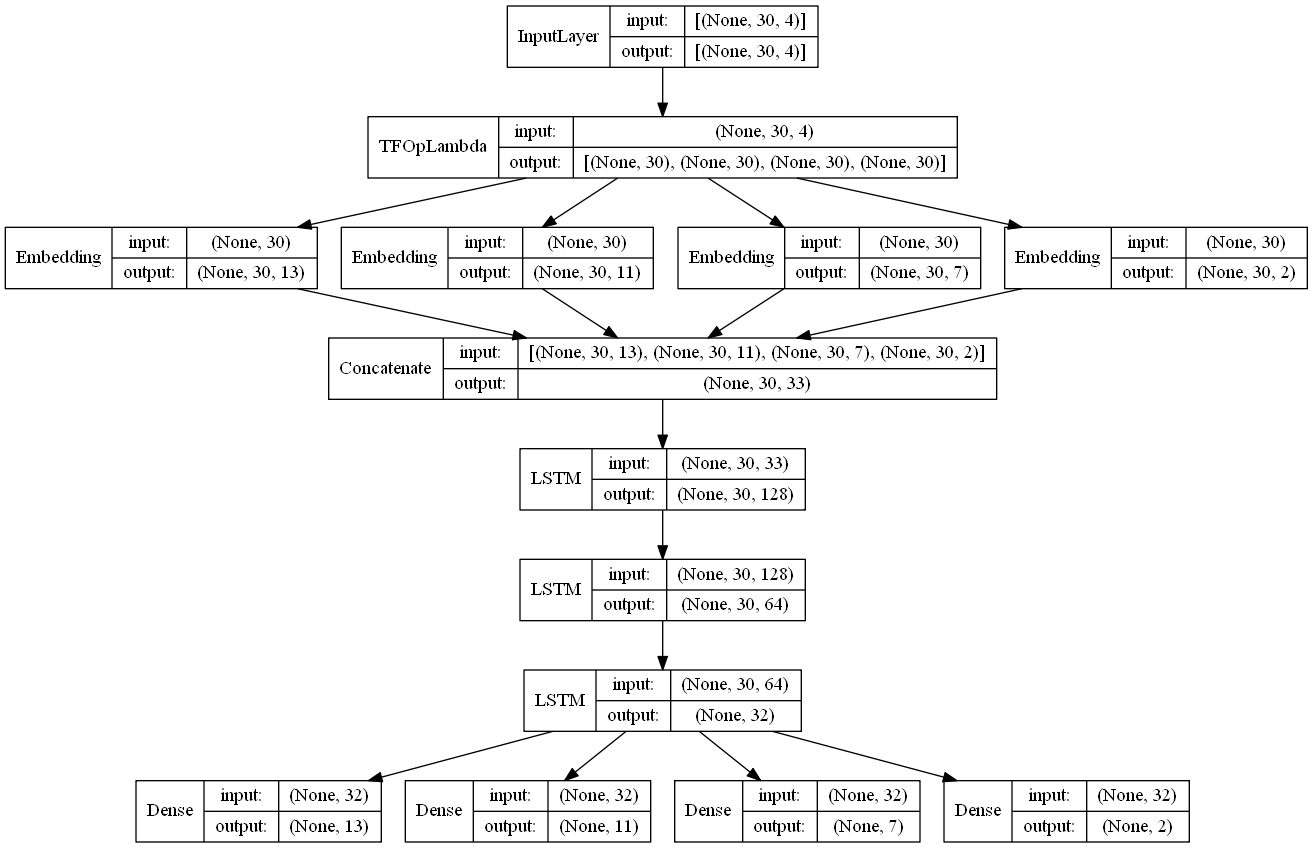 InputLayer input: [(None, 30, 4)]
output: [(None, 30, 4)]
TFOpLambda input: (None, 30, 4)
output: [(None, 30), (None, 30), (None, 30), (None, 30)]
Embedding input: (None, 30)
output: (None, 30, 13)
Embedding input: (None, 30)
output: (None, 30, 11)
Embedding input: (None, 30)
output: (None, 30, 7)
Embedding input: (None, 30)
output: (None, 30, 2)
Concatenate input: [(None, 30, 13), (None, 30, 11), (None, 30, 7), (None, 30, 2)]
output: (None, 30, 33)
LSTM input: (None, 30, 33)
output: (None, 30, 128)
LSTM input: (None, 30, 128)
output: (None, 30, 64)
LSTM input: (None, 30, 64)
output: (None, 32)
Dense input: (None, 32)
output: (None, 13)
Dense input: (None, 32)
output: (None, 11)
Dense input: (None, 32)
output: (None, 7)
Dense input: (None, 32)
output: (None, 2)